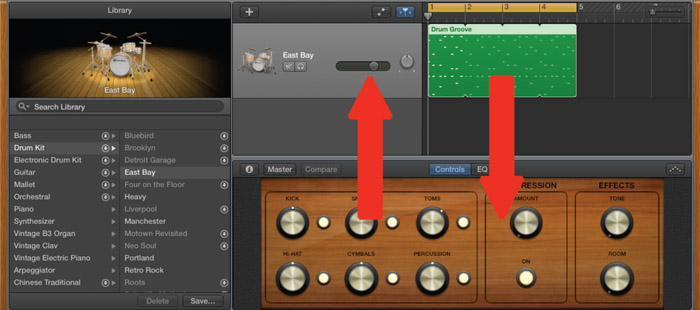 Library
East Bay
Search Library
Bass
Drum Kit
Electronic Drum Kit
Guitar
Mallet
Orchestral
Piano
Synthesizer
Vintage B3 Organ
Vintage Clav
Vintage Electric Piano
Arpeggiator
Chinese Traditional
Bluebird
Brooklyn
Detroit Garage
East Bay
Four on the Floor
Heavy
Liverpool
Manchester
Motown Revisited
Neo Soul
Portland
Retro Rock
Roots
Delete
Save...
East Bay
1 2 3 4 5 6 7
Drum Groove
Master
Compare
Controls
EQ
KICK
TOMS
HI-HAT
CYMBALS
PERCUSSION
RESSION
AMOUNT
ON
EFFECTS
TONE
ROOM